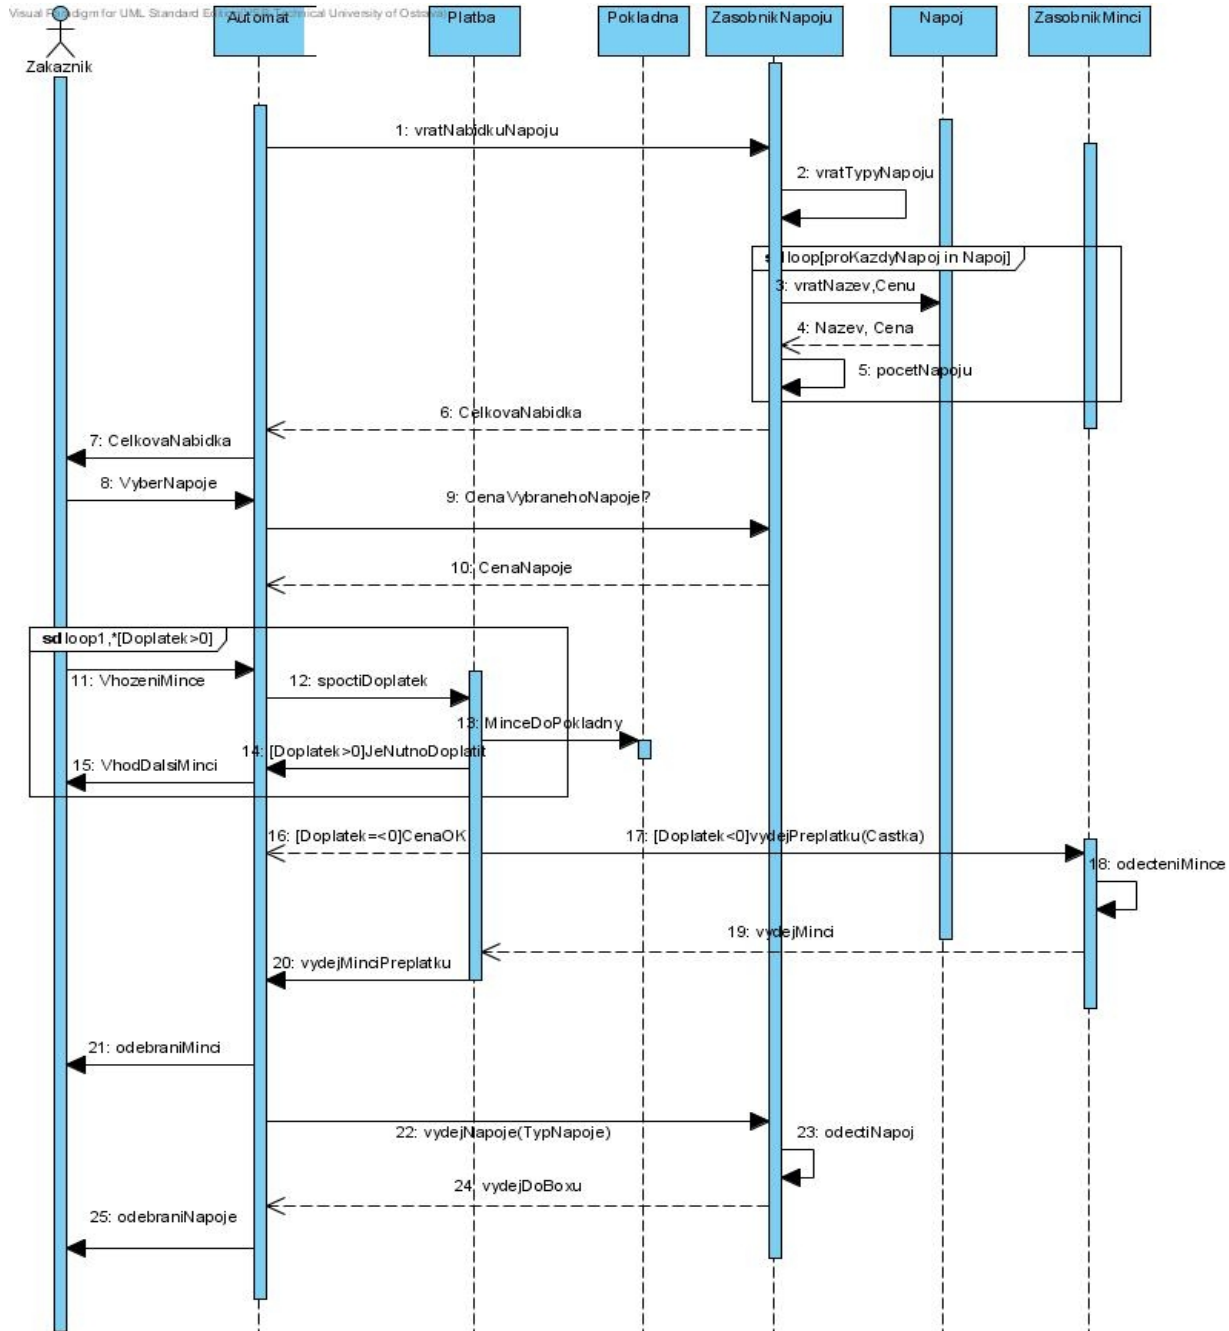 Visual Paradigm for UML Standard Edition(VSB-Technical University of Ostrava)
Zakaznik
Automat
Platba
Pokladna
ZasobnikNapoju
Napoj
ZasobnikMinci
1: vratNabidkuNapoju
2: vratTypyNapoju
sd loop[proKazdyNapoj in Napoj]
3: vratNazev,Cenu
4: Nazev, Cena
5: pocetNapoju
6: CelkovaNabidka
7: CelkovaNabidka
8: VyberNapoje
9: CenaVybranehoNapoje?
10: CenaNapoje
sd loop1,*[Doplatek>0]
11: VhozeniMince
12: spoctiDoplatek
13: MinceDoPokladny
14: [Doplatek>0]JeNutnoDoplatit
15: VhodDalsiMinci
16: [Doplatek=<0]CenaOK
17: [Doplatek<0]vydejPreplatku(Castka)
18: odecteniMince
19: vydejMinci
20: vydejMinciPreplatku
21: odebraniMinci
22: vydejNapoje(TypNapoje)
23: odectiNapoj
24: vydejDoBoxu
25: odebraniNapoje